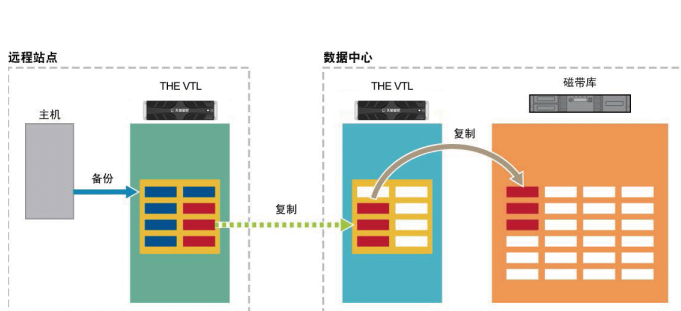 远程站点
数据中心
THE VTL
THE VTL
磁带库
主机
备份
复制
复制